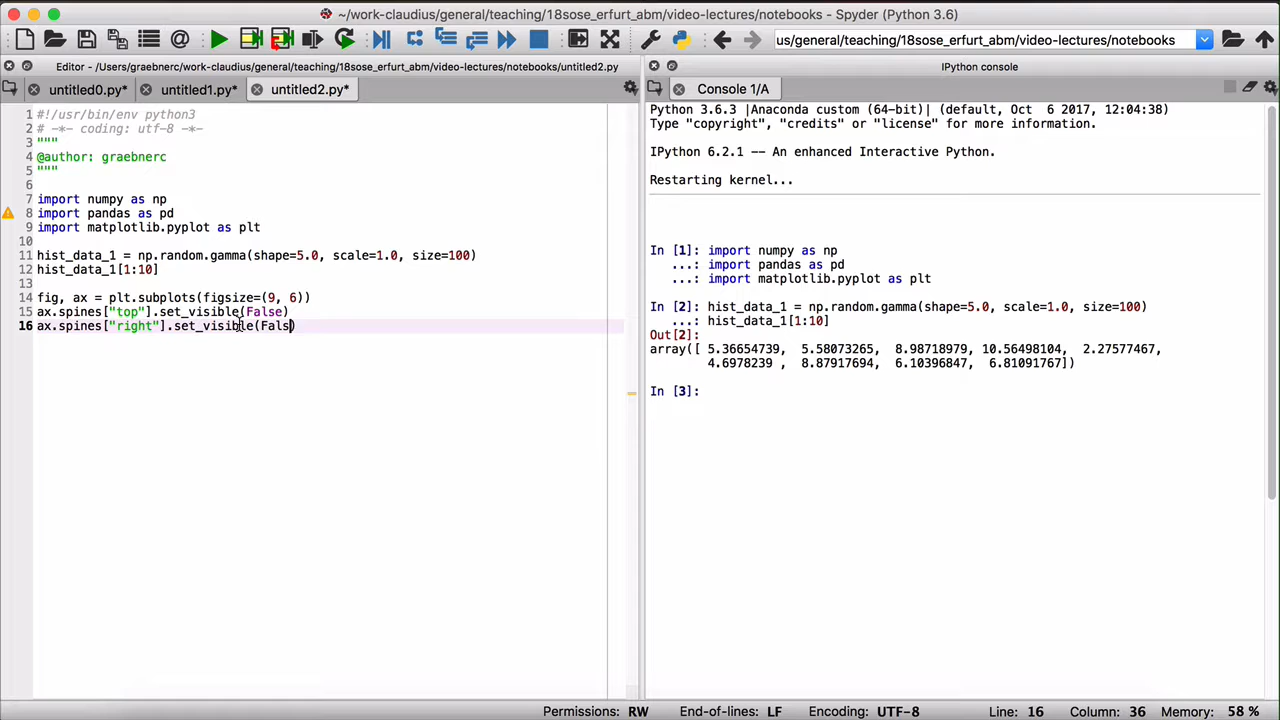 ~/work-claudius/general/teaching/18sose_erfurt_abm/video-lectures/notebooks - Spyder (Python 3.6)
us/general/teaching/18sose_erfurt_abm/video-lectures/notebooks
Editor - /Users/graebnerc/work-claudius/general/teaching/18sose_erfurt_abm/video-lectures/notebooks/untitled2.py
untitled0.py* untitled1.py* untitled2.py*
1 #!/usr/bin/env python3
2 # -*- coding: utf-8 -*-
3 """
4 @author: graebnerc
5 """
6
7 import numpy as np
8 import pandas as pd
9 import matplotlib.pyplot as plt
10
11 hist_data_1 = np.random.gamma(shape=5.0, scale=1.0, size=100)
12 hist_data_1[1:10]
13
14 fig, ax = plt.subplots(figsize=(9, 6))
15 ax.spines["top"].set_visible(False)
16 ax.spines["right"].set_visible(Fals)
IPython console
Console 1/A
Python 3.6.3 |Anaconda custom (64-bit)| (default, Oct  6 2017, 12:04:38)
Type "copyright", "credits" or "license" for more information.
IPython 6.2.1 -- An enhanced Interactive Python.
Restarting kernel...
In [1]: import numpy as np
...: import pandas as pd
...: import matplotlib.pyplot as plt
In [2]: hist_data_1 = np.random.gamma(shape=5.0, scale=1.0, size=100)
...: hist_data_1[1:10]
Out[2]:
array([ 5.36654739,  5.58073265,  8.98718979, 10.56498104,  2.27577467,
4.6978239 ,  8.87917694,  6.10396847,  6.81091767])
In [3]:
Permissions: RW End-of-lines: LF Encoding: UTF-8 Line: 16 Column: 36 Memory: 58 %